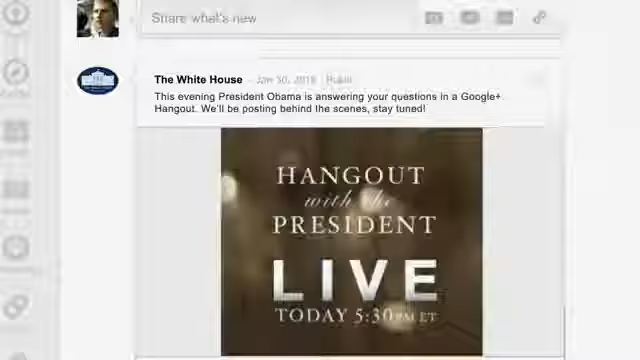 Share what's new
The White House - Jan 30, 2012 - Public
This evening President Obama is answering your questions in a Google+
Hangout. We'll be posting behind the scenes, stay tuned!
HANGOUT
with the
PRESIDENT
LIVE
TODAY 5:30 PM ET